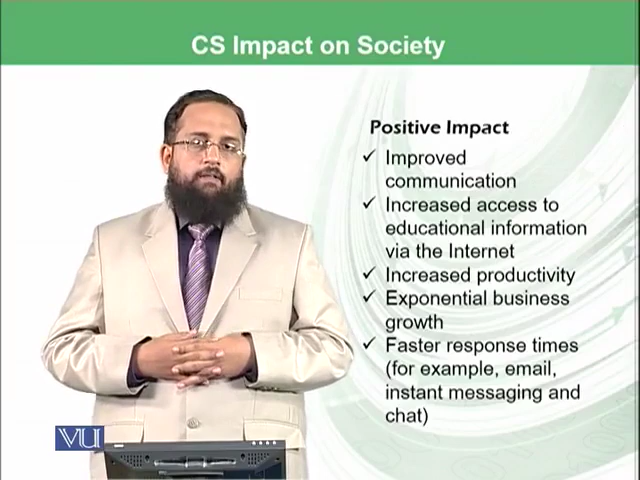 CS Impact on Society
Positive Impact
✓ Improved
communication
✓ Increased access to
educational information
via the Internet
✓ Increased productivity
✓ Exponential business
growth
✓ Faster response times
(for example, email,
instant messaging and
chat)
VU